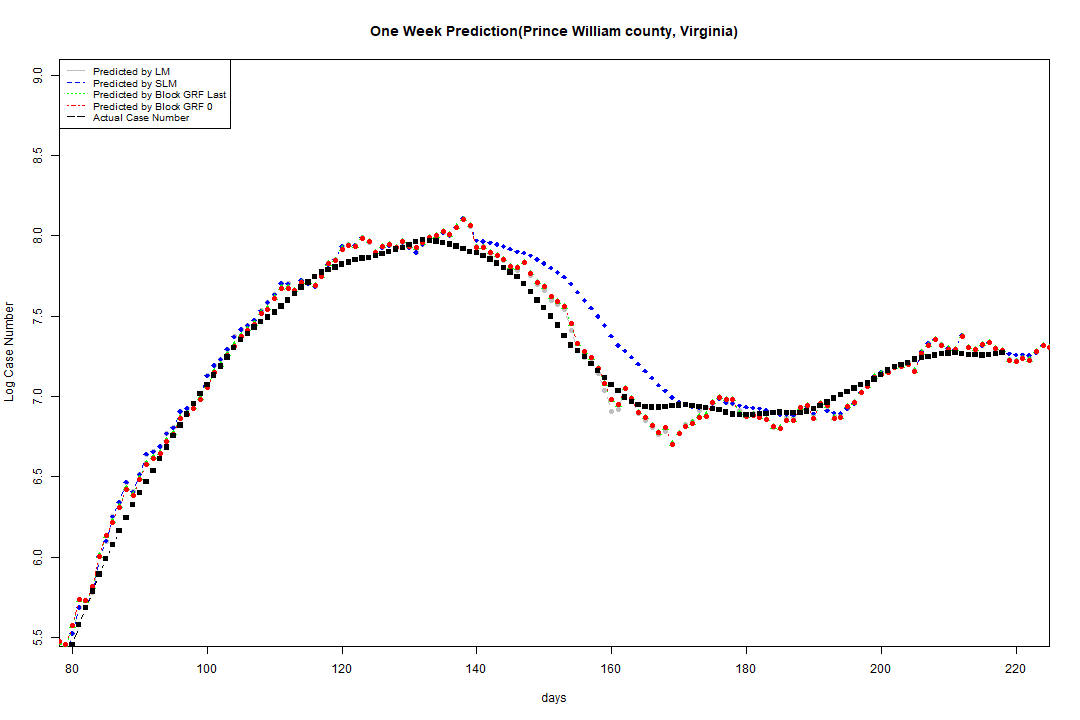 One Week Prediction(Prince William county, Virginia)
Predicted by LM
Predicted by SLM
Predicted by Block GRF Last
Predicted by Block GRF 0
Actual Case Number
9.0
8.5
8.0
7.5
7.0
6.5
6.0
5.5
Log Case Number
80 100 120 140 160 180 200 220
days